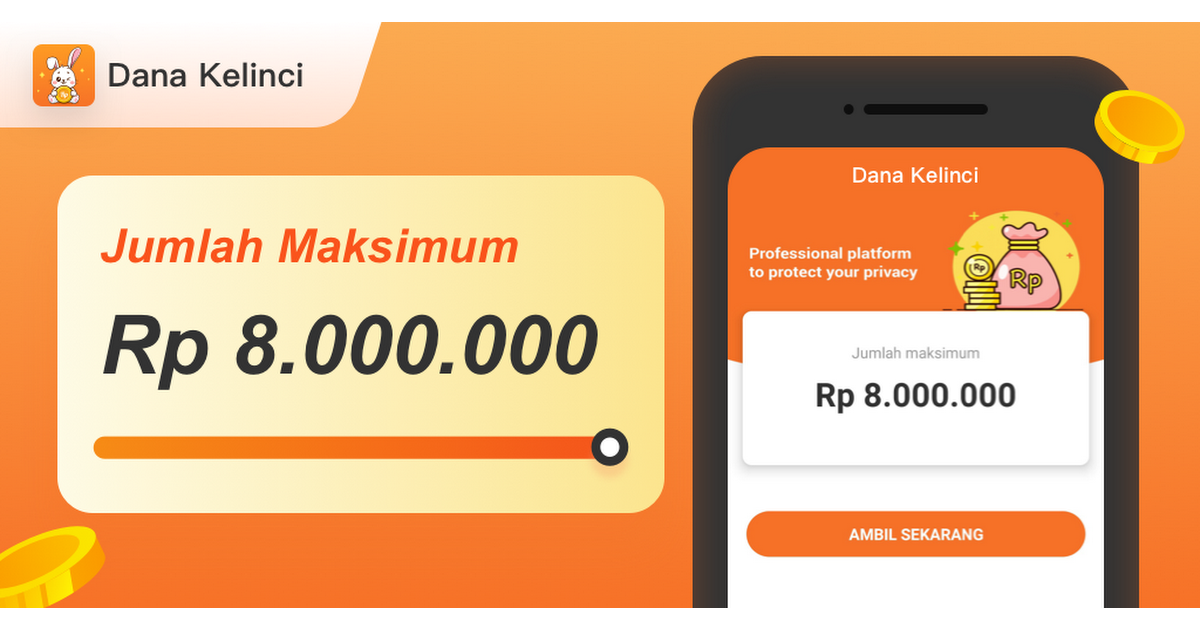 Dana Kelinci
Jumlah Maksimum
Rp 8.000.000
Dana Kelinci
Professional platform
to protect your privacy
Rp
Rp
Jumlah maksimum
Rp 8.000.000
AMBIL SEKARANG